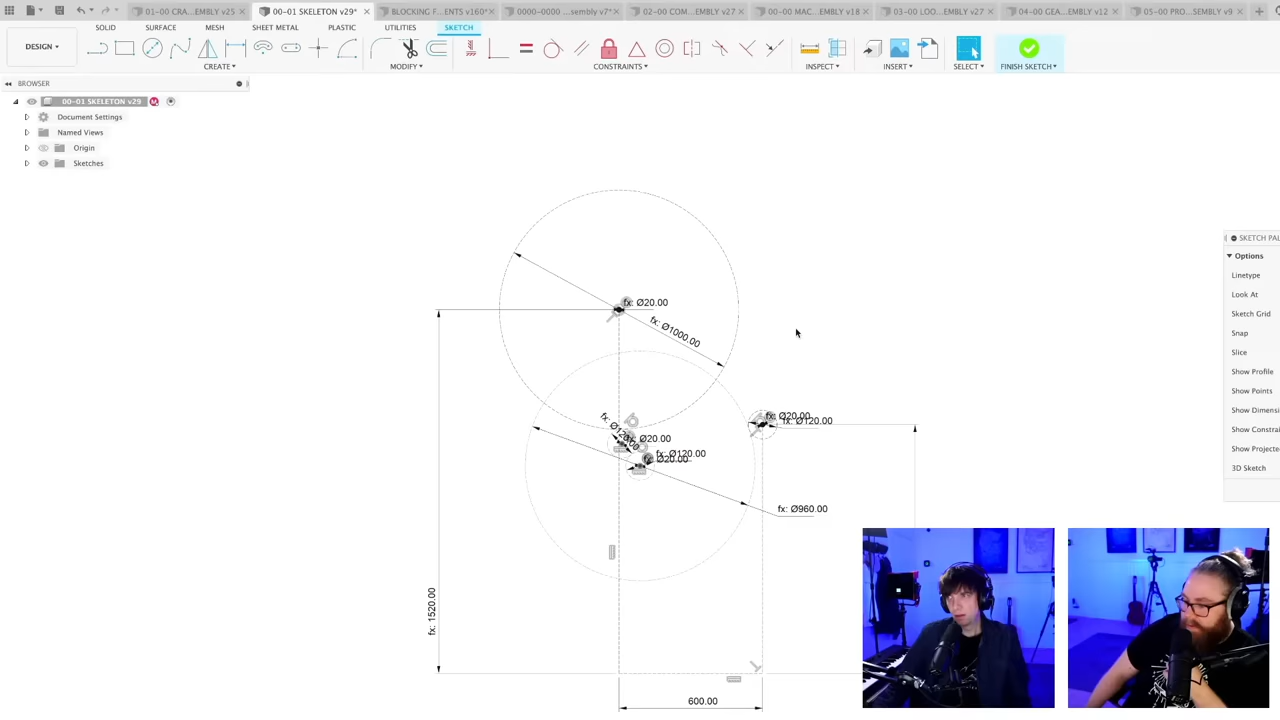 01-01 CRA...EMBLY v25
00-01 SKELETON v29*
BLOCKING F...ENTS v160*
0000-0000 ...sembly v7*
02-00 COM...EMBLY v27
00-00 MAC...EMBLY v18
03-00 LOO...EMBLY v27
04-00 GEA...EMBLY v12
05-00 PRO...SEMBLY v9
SOLID
SURFACE
MESH
SHEET METAL
PLASTIC
UTILITIES
SKETCH
DESIGN
CREATE
MODIFY
CONSTRAINTS
INSPECT
INSERT
SELECT
FINISH SKETCH
BROWSER
00-01 SKELETON v29
Document Settings
Named Views
Origin
Sketches
SKETCH PAL
Options
Linetype
Look At
Sketch Grid
Snap
Slice
Show Profile
Show Points
Show Dimensi
Show Constrai
Show Projecte
3D Sketch
fx: Ø20.00
fx: Ø1000.00
fx: Ø20.00
fx: Ø120.00
fx: Ø120.00
Ø20.00
fx: Ø120.00
Ø20.00
fx: Ø960.00
fx: 1520.00
600.00